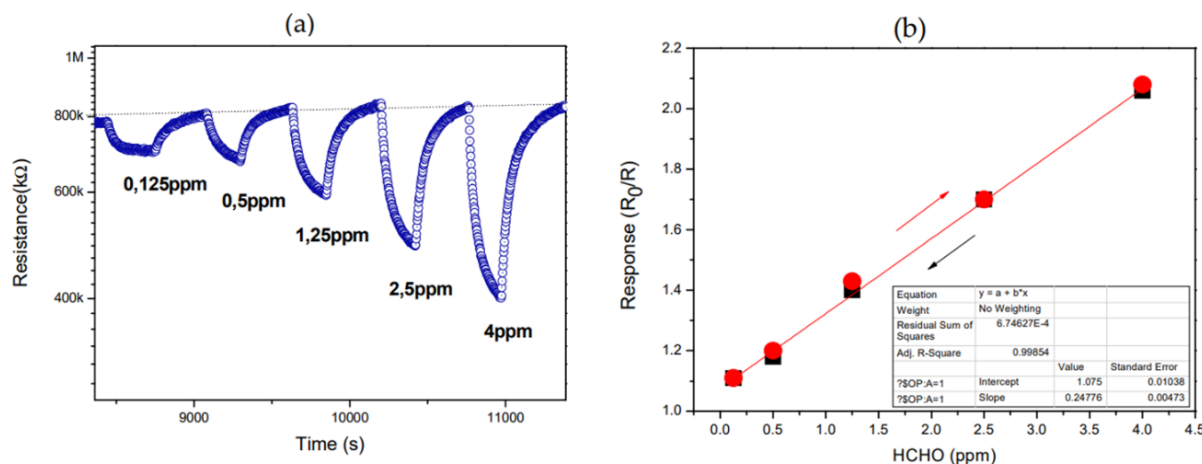 (a)
1M
800k
600k
400k
Resistance(kΩ)
0,125ppm
0,5ppm
1,25ppm
2,5ppm
4ppm
9000
10000
11000
Time (s)
(b)
2.2
2.0
1.8
1.6
1.4
1.2
1.0
Response (R0/R)
Equation y = a + b*x
Weight No Weighting
Residual Sum of Squares 6.74627E-4
Adj. R-Square 0.99854
Value Standard Error
?$OP:A=1 Intercept 1.075 0.01038
?$OP:A=1 Slope 0.24776 0.00473
0.0 0.5 1.0 1.5 2.0 2.5 3.0 3.5 4.0 4.5
HCHO (ppm)